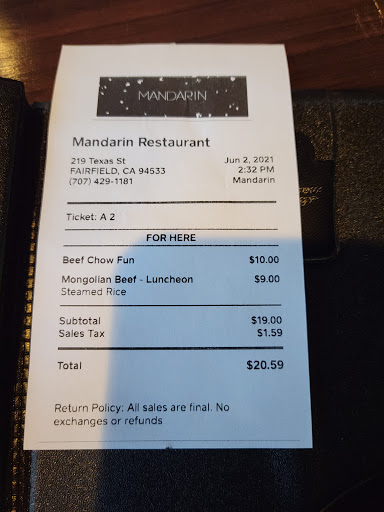 MANDARIN
Mandarin Restaurant
219 Texas St Jun 2, 2021
FAIRFIELD, CA 94533 2:32 PM
(707) 429-1181 Mandarin
Ticket: A 2
FOR HERE
Beef Chow Fun $10.00
Mongolian Beef - Luncheon $9.00
Steamed Rice
Subtotal $19.00
Sales Tax $1.59
Total $20.59
Return Policy: All sales are final. No
exchanges or refunds